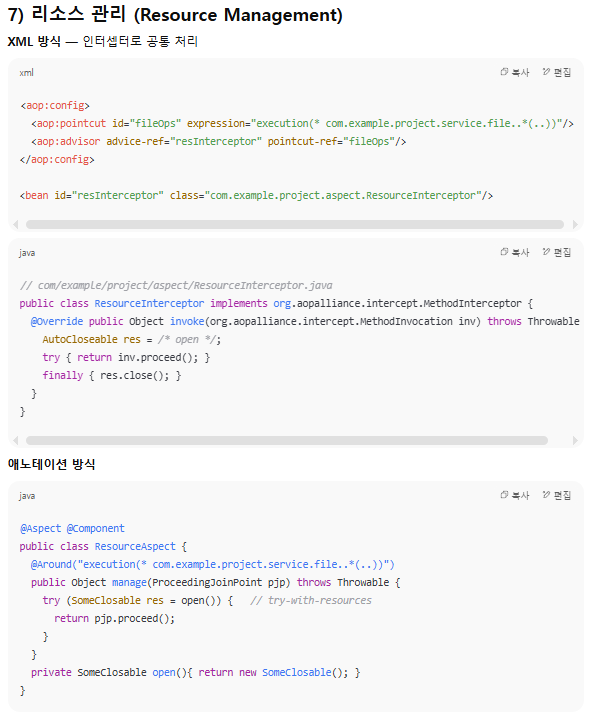 7) 리소스 관리 (Resource Management)
XML 방식 — 인터셉터로 공통 처리
xml 복사 편집
<aop:config>
  <aop:pointcut id="fileOps" expression="execution(* com.example.project.service.file..*(..))"/>
  <aop:advisor advice-ref="resInterceptor" pointcut-ref="fileOps"/>
</aop:config>
<bean id="resInterceptor" class="com.example.project.aspect.ResourceInterceptor"/>
java 복사 편집
// com/example/project/aspect/ResourceInterceptor.java
public class ResourceInterceptor implements org.aopalliance.intercept.MethodInterceptor {
  @Override public Object invoke(org.aopalliance.intercept.MethodInvocation inv) throws Throwable
    AutoCloseable res = /* open */;
    try { return inv.proceed(); }
    finally { res.close(); }
  }
}
애노테이션 방식
java 복사 편집
@Aspect @Component
public class ResourceAspect {
  @Around("execution(* com.example.project.service.file..*(..))")
  public Object manage(ProceedingJoinPoint pjp) throws Throwable {
    try (SomeClosable res = open()) {   // try-with-resources
      return pjp.proceed();
    }
  }
  private SomeClosable open(){ return new SomeClosable(); }
}